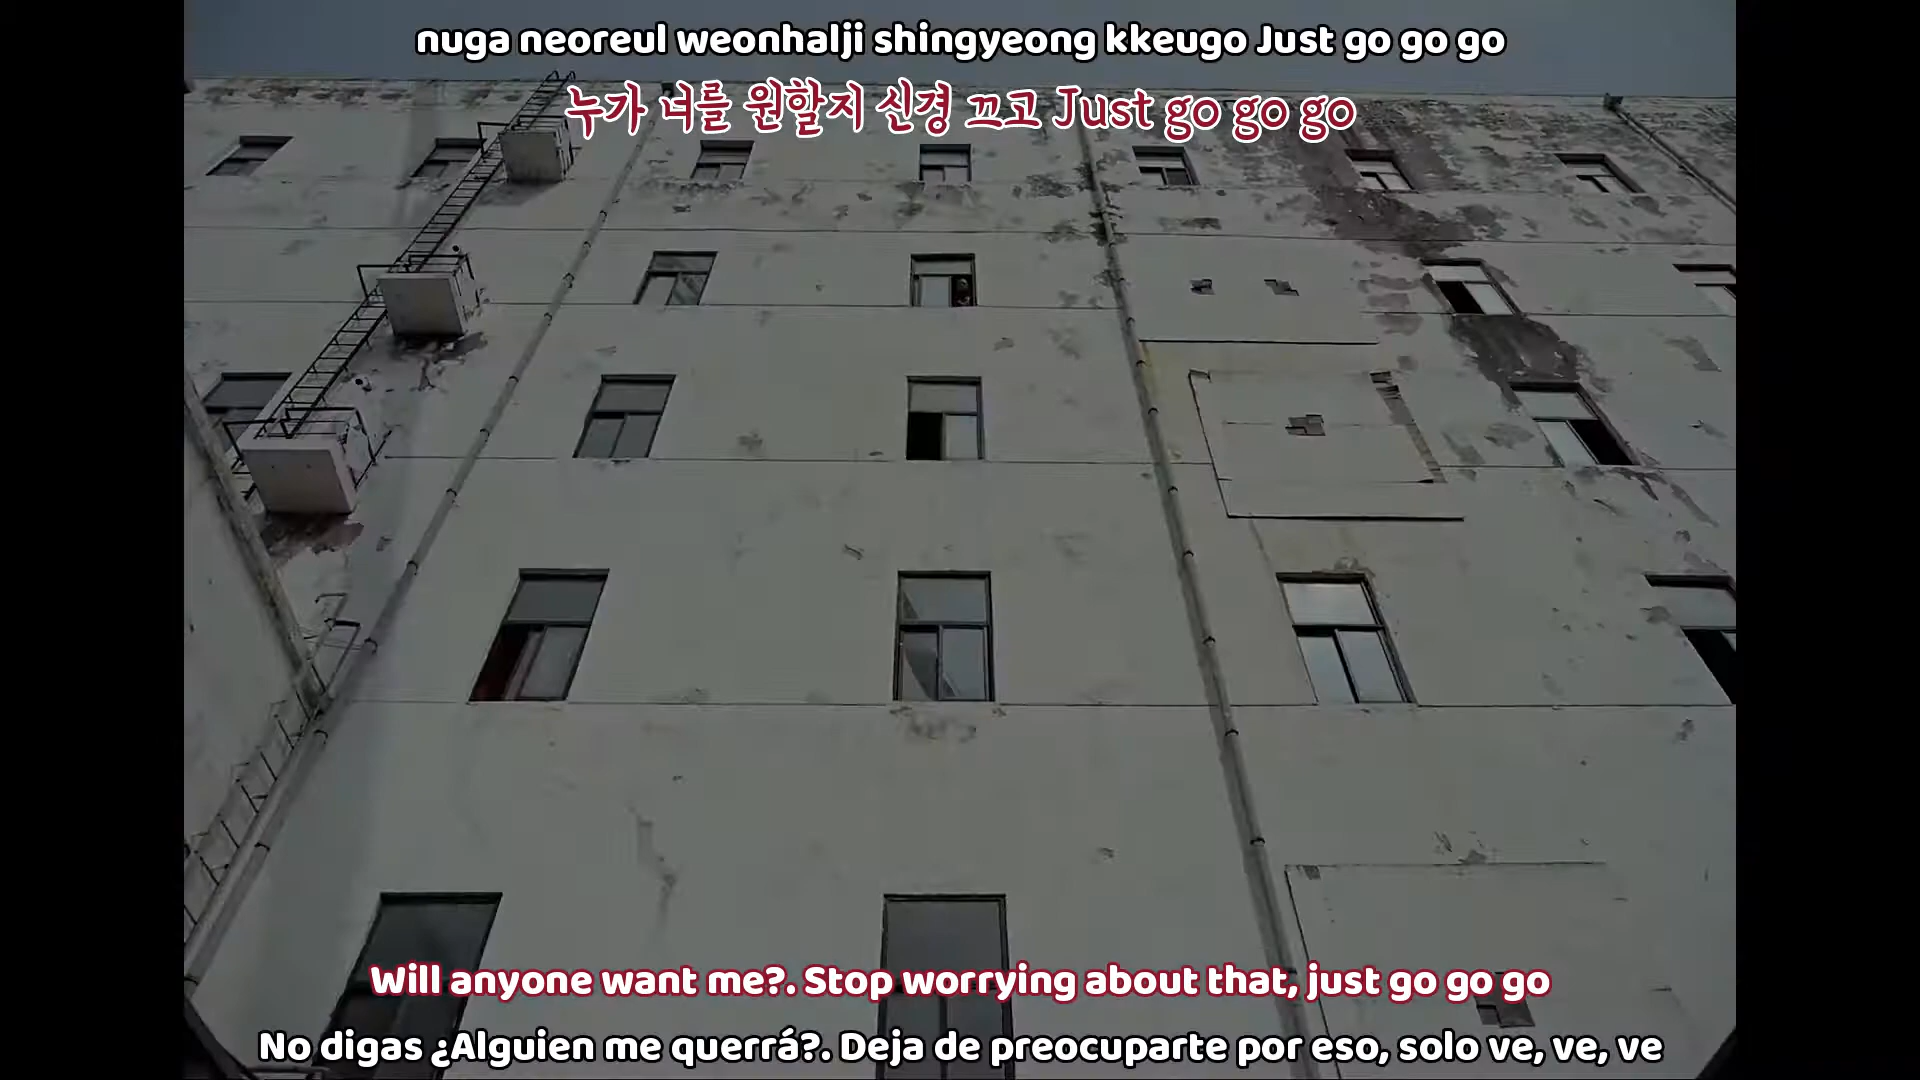 nuga neoreul weonhalji shingyeong kkeugo Just go go go
누가 너를 원할지 신경 끄고 Just go go go
Will anyone want me?. Stop worrying about that, just go go go
No digas ¿Alguien me querrá?. Deja de preocuparte por eso, solo ve, ve, ve